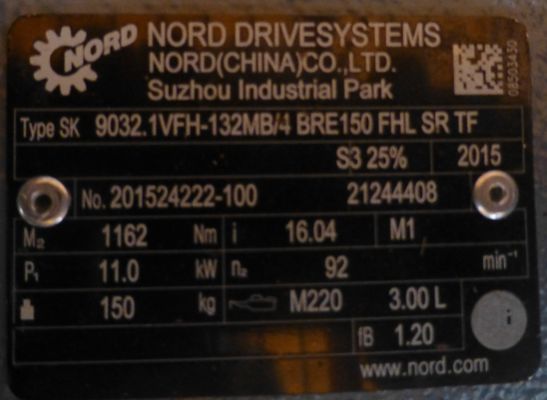 NORD NORD DRIVESYSTEMS
NORD(CHINA)CO.,LTD.
Suzhou Industrial Park
08503450
Type SK 9032.1VFH-132MB/4 BRE150 FHL SR TF
S3 25% 2015
No. 201524222-100 21244408
M₂ 1162 Nm i 16.04 M1
P₁ 11.0 kW n₂ 92 min⁻¹
150 kg M220 3.00 L i
fB 1.20
www.nord.com